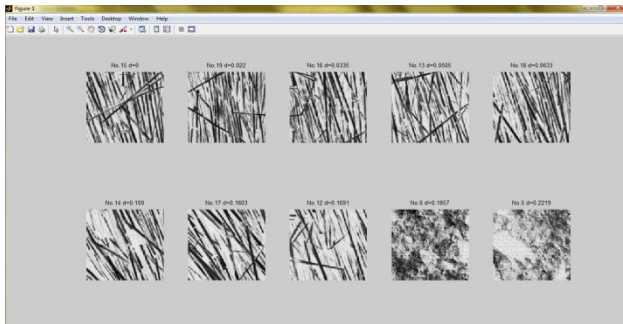 Figure 1
File Edit View Insert Tools Desktop Window Help
No.15 d=0
No.19 d=0.022
No.16 d=0.0335
No.13 d=0.0505
No.18 d=0.0633
No.14 d=0.109
No.17 d=0.1603
No.12 d=0.1691
No.6 d=0.1857
No.5 d=0.2219